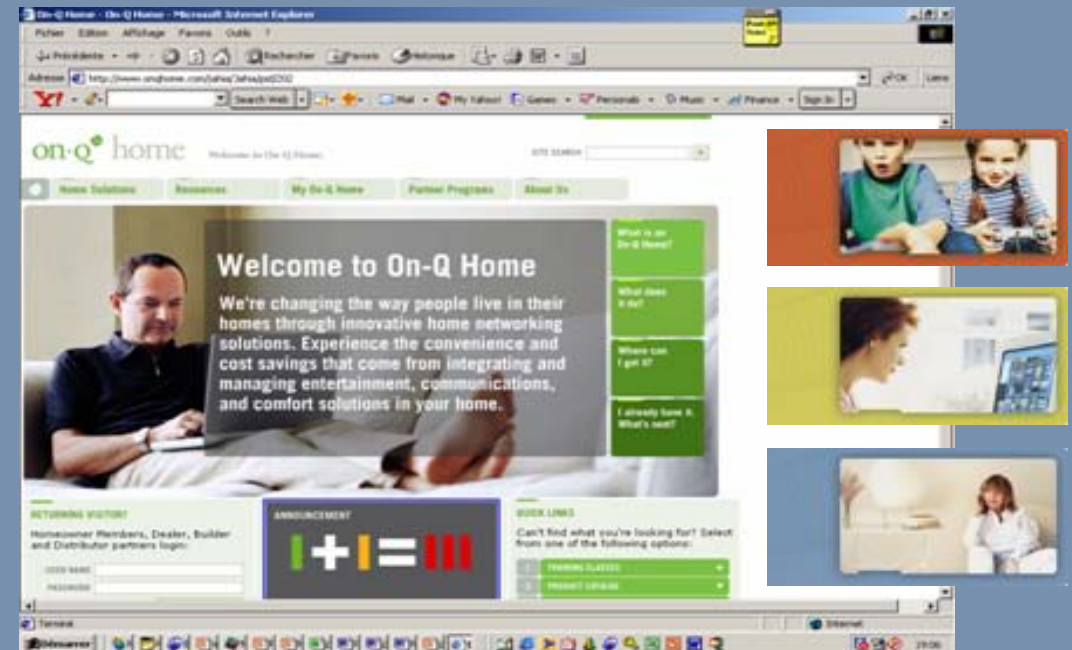 On-Q Home - On-Q Home - Microsoft Internet Explorer
Fichier Edition Affichage Favoris Outils ?
Précédente Rechercher Favoris Historique
Adresse OK Liens
Y! Search Web Mail My Yahoo! Games Personals Music Finance Sign In
on·q home Welcome to On-Q Home. SITE SEARCH
Home Solutions Resources My On-Q Home Partner Programs About Us
Welcome to On-Q Home
We're changing the way people live in their
homes through innovative home networking
solutions. Experience the convenience and
cost savings that come from integrating and
managing entertainment, communications,
and comfort solutions in your home.
What is an
On-Q Home?
What does
it do?
Where can
I get it?
I already have it.
What's next?
RETURNING VISITOR?
Homeowner Members, Dealer, Builder
and Distributor partners login:
USER NAME
PASSWORD
ANNOUNCEMENT
QUICK LINKS
Can't find what you're looking for? Select
from one of the following options:
1 TRAINING CLASSES
2 PRODUCT CATALOG
Terminé Internet
Démarrer 19:06